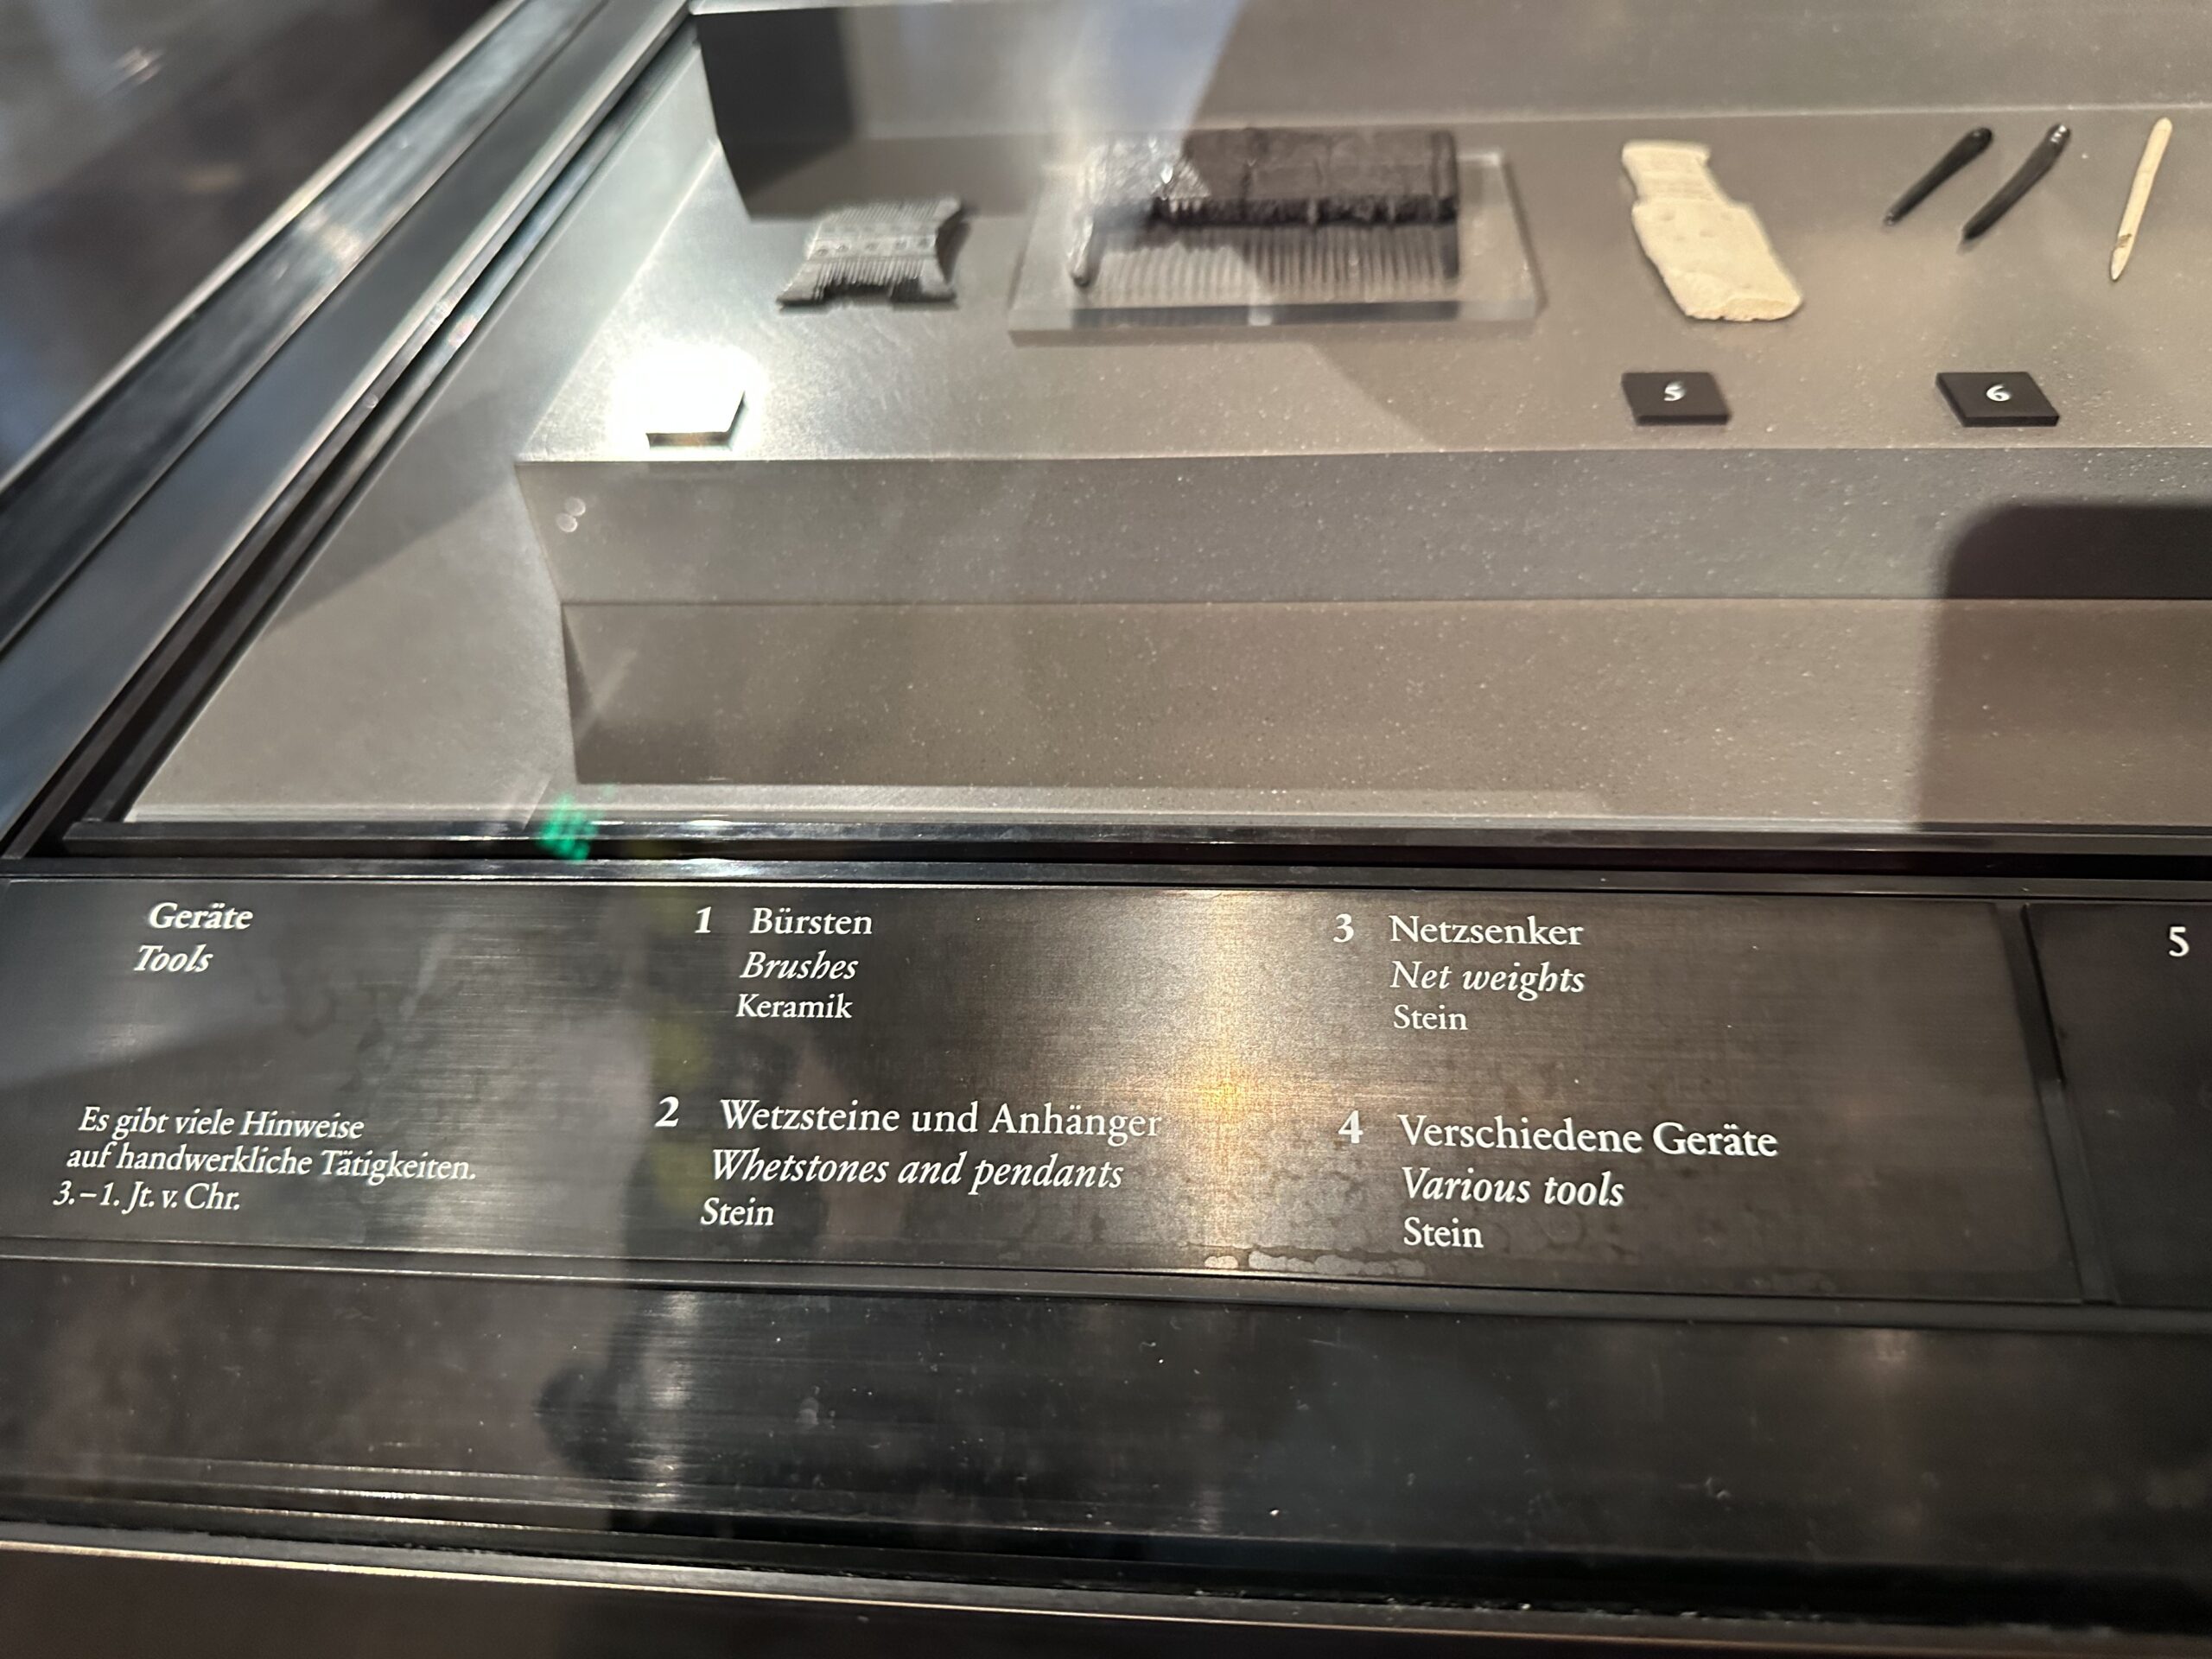 5
6
Geräte
Tools
Es gibt viele Hinweise
auf handwerkliche Tätigkeiten.
3.–1. Jt. v. Chr.
1 Bürsten
Brushes
Keramik
2 Wetzsteine und Anhänger
Whetstones and pendants
Stein
3 Netzsenker
Net weights
Stein
4 Verschiedene Geräte
Various tools
Stein
5